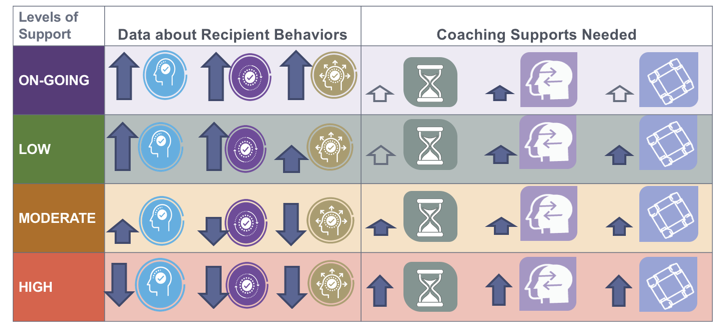 Levels of
Support
Data about Recipient Behaviors
Coaching Supports Needed
ON-GOING
LOW
MODERATE
HIGH